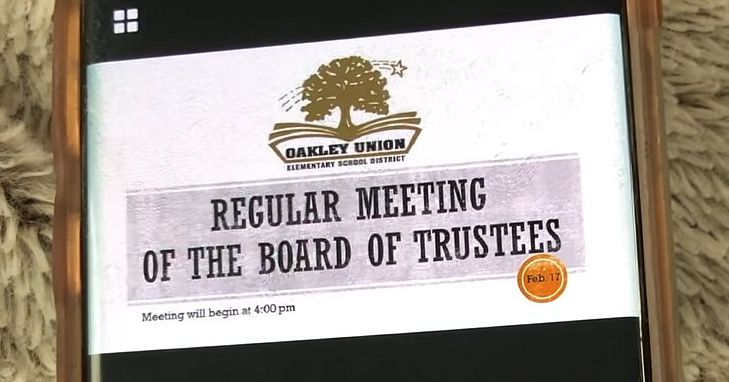 OAKLEY UNION
ELEMENTARY SCHOOL DISTRICT
REGULAR MEETING
OF THE BOARD OF TRUSTEES
Feb. 17
Meeting will begin at 4:00 pm